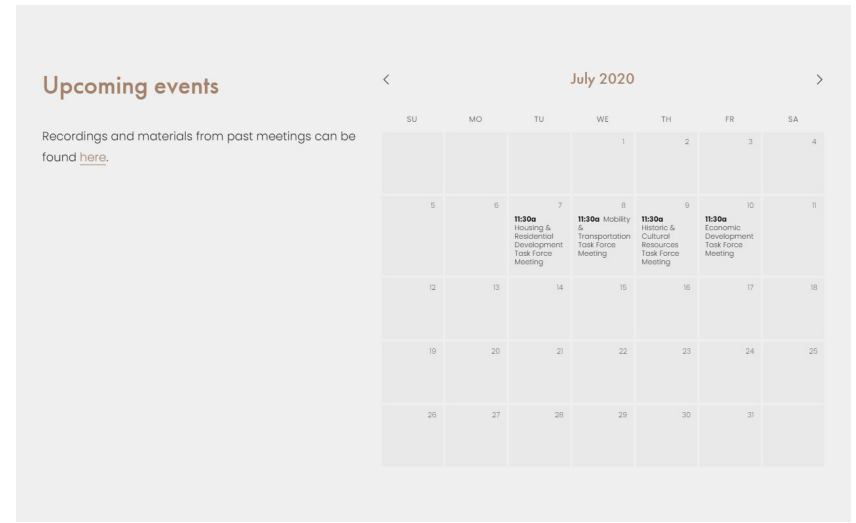 Upcoming events
Recordings and materials from past meetings can be
found here.
July 2020
SU MO TU WE TH FR SA
1 2 3 4
5 6 7 8 9 10 11
11:30a
Housing &
Residential
Development
Task Force
Meeting
11:30a Mobility
&
Transportation
Task Force
Meeting
11:30a
Historic &
Cultural
Resources
Task Force
Meeting
11:30a
Economic
Development
Task Force
Meeting
12 13 14 15 16 17 18
19 20 21 22 23 24 25
26 27 28 29 30 31